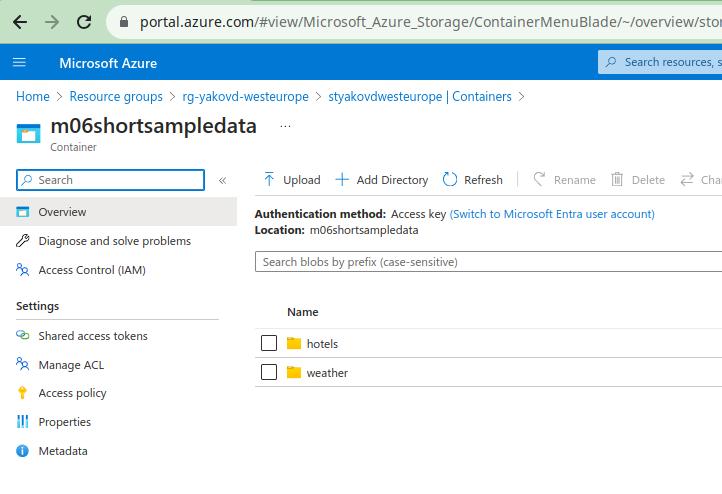 portal.azure.com/#view/Microsoft_Azure_Storage/ContainerMenuBlade/~/overview/sto
Microsoft Azure
Search resources, s
Home > Resource groups > rg-yakovd-westeurope > styakovdwesteurope | Containers >
m06shortsampledata ...
Container
Search «
Upload + Add Directory Refresh Rename Delete Cha
Overview
Authentication method: Access key (Switch to Microsoft Entra user account)
Location: m06shortsampledata
Diagnose and solve problems
Access Control (IAM)
Search blobs by prefix (case-sensitive)
Settings
Name
Shared access tokens
hotels
Manage ACL
weather
Access policy
Properties
Metadata